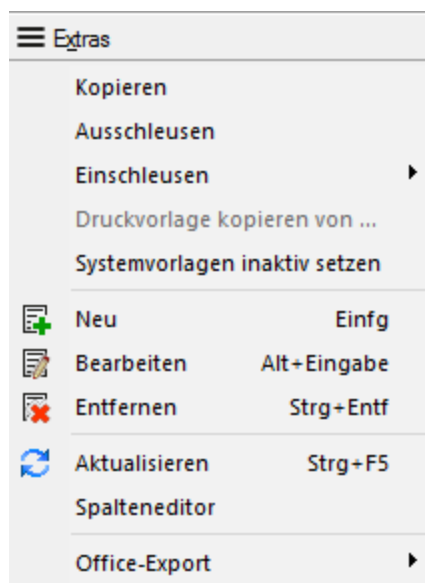 Extras
Kopieren
Ausschleusen
Einschleusen
Druckvorlage kopieren von ...
Systemvorlagen inaktiv setzen
Neu Einfg
Bearbeiten Alt+Eingabe
Entfernen Strg+Entf
Aktualisieren Strg+F5
Spalteneditor
Office-Export